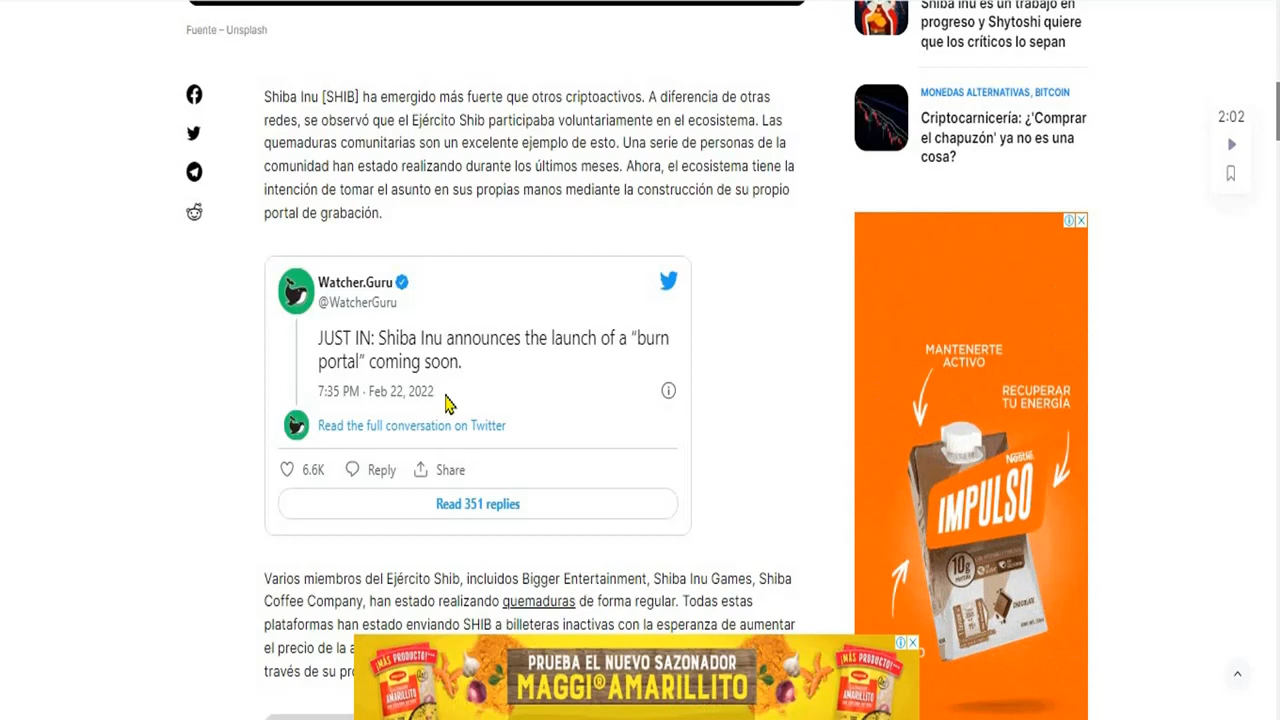 Fuente – Unsplash
Shiba Inu [SHIB] ha emergido más fuerte que otros criptoactivos. A diferencia de otras
redes, se observó que el Ejército Shib participaba voluntariamente en el ecosistema. Las
quemaduras comunitarias son un excelente ejemplo de esto. Una serie de personas de la
comunidad han estado realizando durante los últimos meses. Ahora, el ecosistema tiene la
intención de tomar el asunto en sus propias manos mediante la construcción de su propio
portal de grabación.
Watcher.Guru
@WatcherGuru
JUST IN: Shiba Inu announces the launch of a “burn
portal” coming soon.
7:35 PM · Feb 22, 2022
Read the full conversation on Twitter
6.6K Reply Share
Read 351 replies
Varios miembros del Ejército Shib, incluidos Bigger Entertainment, Shiba Inu Games, Shiba
Coffee Company, han estado realizando quemaduras de forma regular. Todas estas
plataformas han estado enviando SHIB a billeteras inactivas con la esperanza de aumentar
el precio de la
través de su
Shiba Inu es un trabajo en
progreso y Shytoshi quiere
que los críticos lo sepan
MONEDAS ALTERNATIVAS, BITCOIN
Criptocarnicería: ¿'Comprar
el chapuzón' ya no es una
cosa?
2:02
MANTENERTE
ACTIVO
RECUPERAR
TU ENERGÍA
Nestlé
IMPULSO
10g
CHOCOLATE
¡MÁS PRODUCTO!
MAGGI
AMARILLITO
PRUEBA EL NUEVO SAZONADOR
MAGGI® AMARILLITO
¡MÁS PRODUCTO!
MAGGI
AMARILLITO